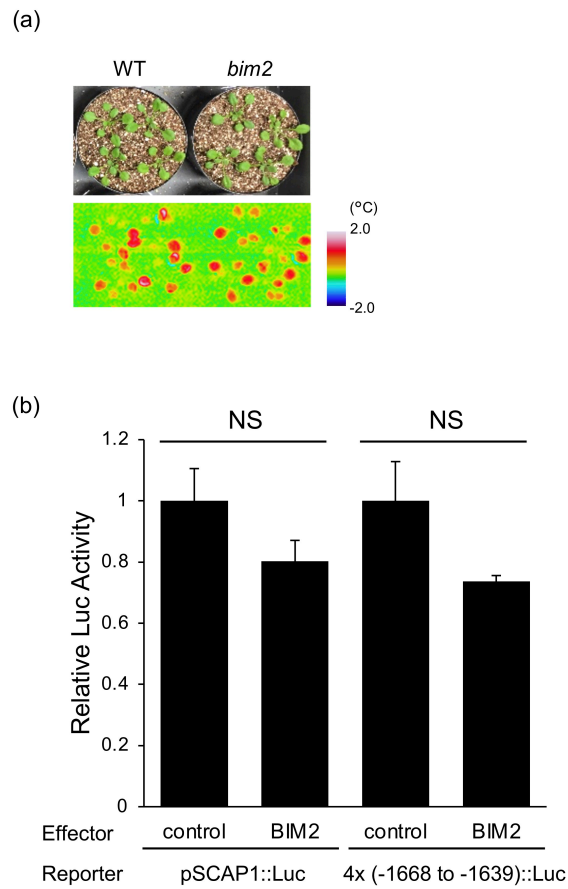 (a)
WT bim2
(°C)
2.0
-2.0
(b)
NS NS
1.2
1
0.8
0.6
0.4
0.2
0
Relative Luc Activity
Effector control BIM2 control BIM2
Reporter pSCAP1::Luc 4x (-1668 to -1639)::Luc